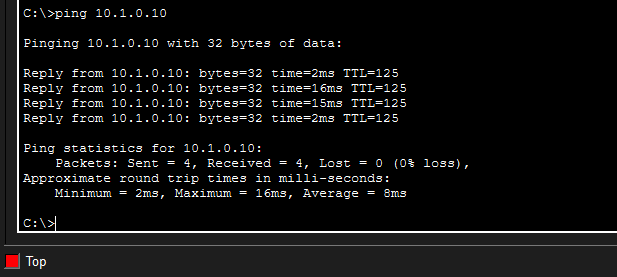 C:\>ping 10.1.0.10
Pinging 10.1.0.10 with 32 bytes of data:
Reply from 10.1.0.10: bytes=32 time=2ms TTL=125
Reply from 10.1.0.10: bytes=32 time=16ms TTL=125
Reply from 10.1.0.10: bytes=32 time=15ms TTL=125
Reply from 10.1.0.10: bytes=32 time=2ms TTL=125
Ping statistics for 10.1.0.10:
    Packets: Sent = 4, Received = 4, Lost = 0 (0% loss),
Approximate round trip times in milli-seconds:
    Minimum = 2ms, Maximum = 16ms, Average = 8ms
C:\>
Top